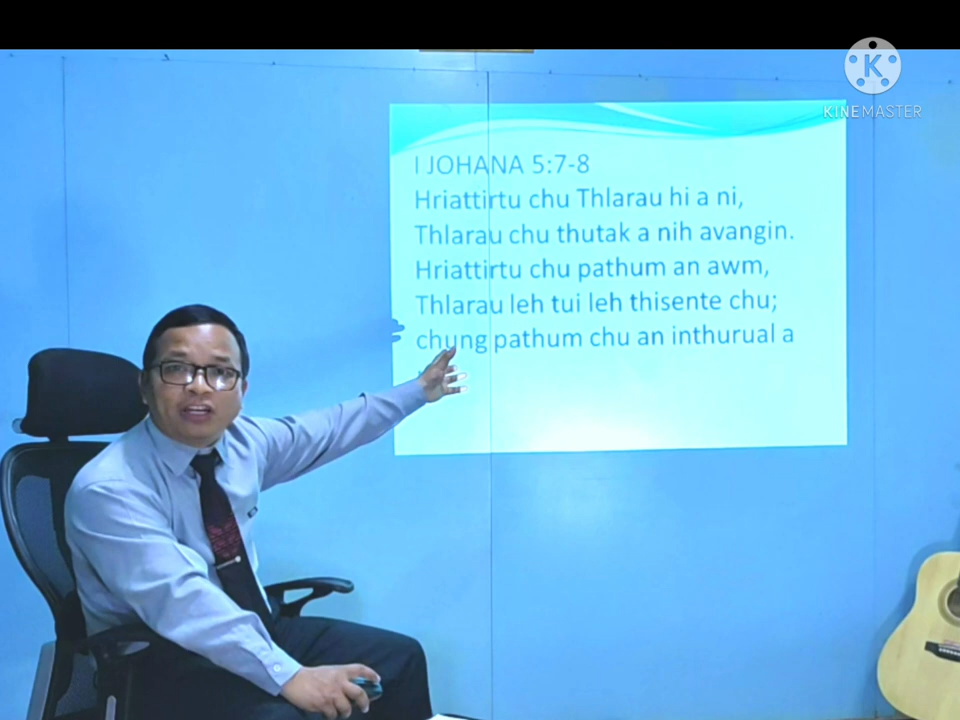 I JOHANA 5:7-8
Hriattirtu chu Thlarau hi a ni,
Thlarau chu thutak a nih avangin.
Hriattirtu chu pathum an awm,
Thlarau leh tui leh thisente chu;
chung pathum chu an inthurual a
K
KINEMASTER